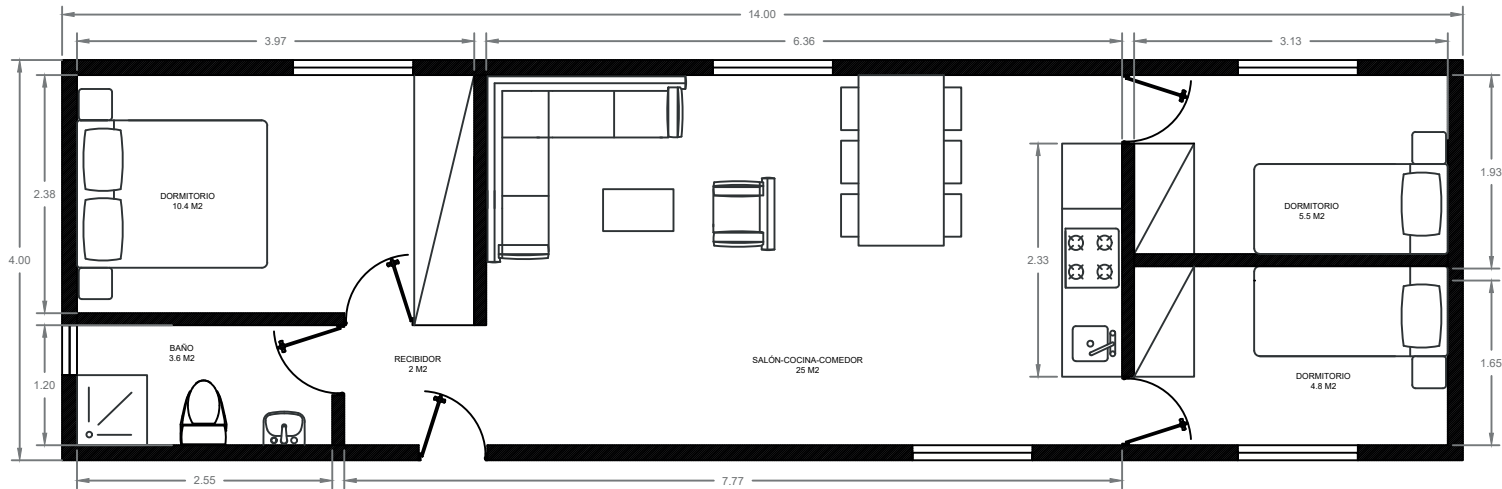 14.00
3.97
6.36
3.13
2.38
4.00
1.20
DORMITORIO
10.4 M2
BAÑO
3.6 M2
RECIBIDOR
2 M2
SALÓN-COCINA-COMEDOR
25 M2
2.33
DORMITORIO
5.5 M2
DORMITORIO
4.8 M2
1.93
1.65
2.55
7.77